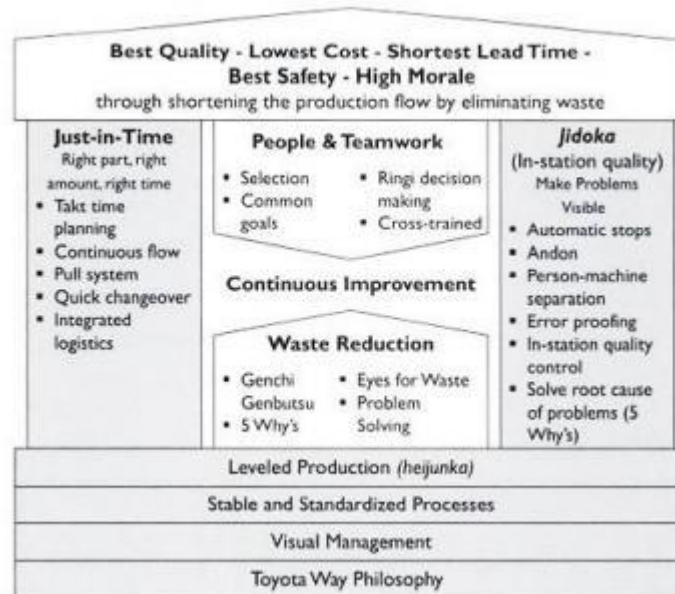 Best Quality - Lowest Cost - Shortest Lead Time -
Best Safety - High Morale
through shortening the production flow by eliminating waste
Just-in-Time
Right part, right
amount, right time
▪ Takt time
planning
▪ Continuous flow
▪ Pull system
▪ Quick changeover
▪ Integrated
logistics
People & Teamwork
▪ Selection
▪ Common
goals
▪ Ringi decision
making
▪ Cross-trained
Continuous Improvement
Waste Reduction
▪ Genchi
Genbutsu
▪ 5 Why's
▪ Eyes for Waste
▪ Problem
Solving
Jidoka
(In-station quality)
Make Problems
Visible
▪ Automatic stops
▪ Andon
▪ Person-machine
separation
▪ Error proofing
▪ In-station quality
control
▪ Solve root cause
of problems (5
Why's)
Leveled Production (heijunka)
Stable and Standardized Processes
Visual Management
Toyota Way Philosophy